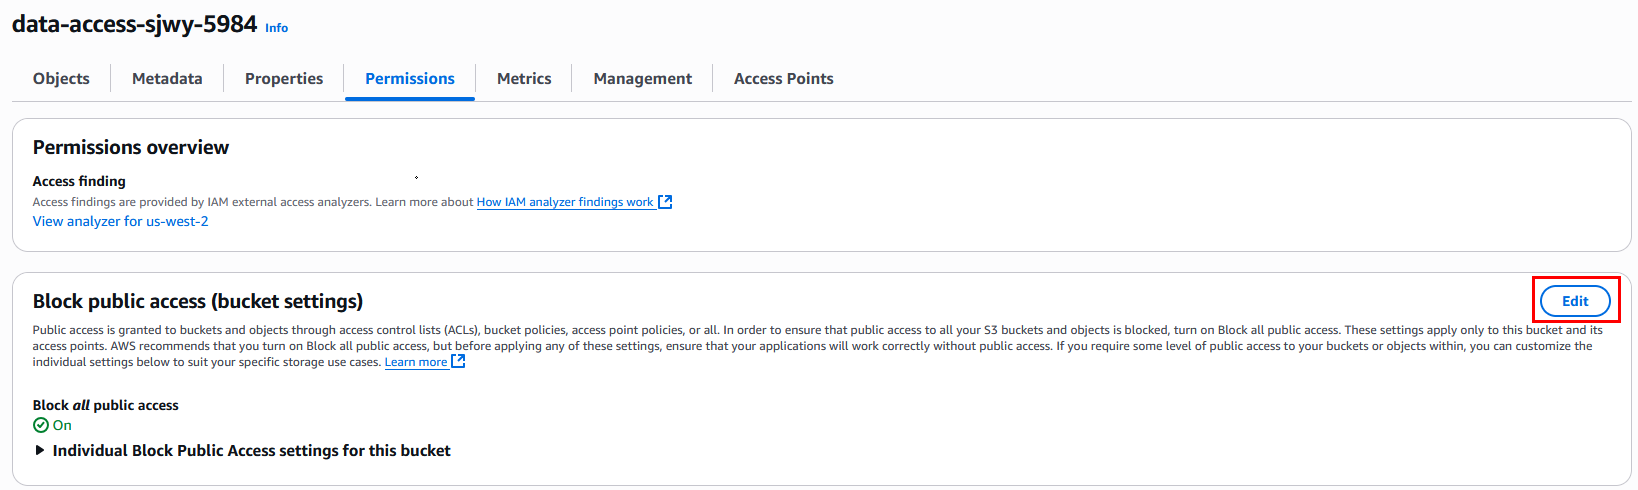 data-access-sjwy-5984 Info
Objects Metadata Properties Permissions Metrics Management Access Points
Permissions overview
Access finding
Access findings are provided by IAM external access analyzers. Learn more about How IAM analyzer findings work
View analyzer for us-west-2
Block public access (bucket settings) Edit
Public access is granted to buckets and objects through access control lists (ACLs), bucket policies, access point policies, or all. In order to ensure that public access to all your S3 buckets and objects is blocked, turn on Block all public access. These settings apply only to this bucket and its
access points. AWS recommends that you turn on Block all public access, but before applying any of these settings, ensure that your applications will work correctly without public access. If you require some level of public access to your buckets or objects within, you can customize the
individual settings below to suit your specific storage use cases. Learn more
Block all public access
On
Individual Block Public Access settings for this bucket